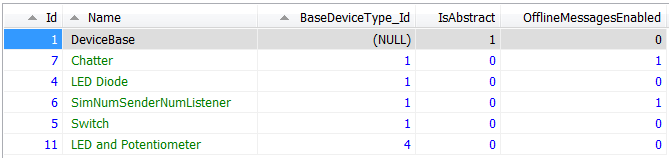 Id Name BaseDeviceType_Id IsAbstract OfflineMessagesEnabled
1 DeviceBase (NULL) 1 0
7 Chatter 1 0 1
4 LED Diode 1 0 0
6 SimNumSenderNumListener 1 0 1
5 Switch 1 0 0
11 LED and Potentiometer 4 0 0